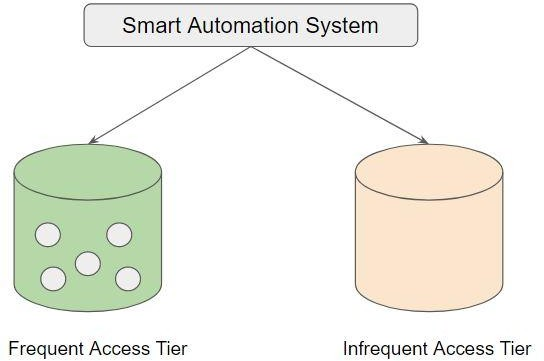 Smart Automation System
Frequent Access Tier
Infrequent Access Tier